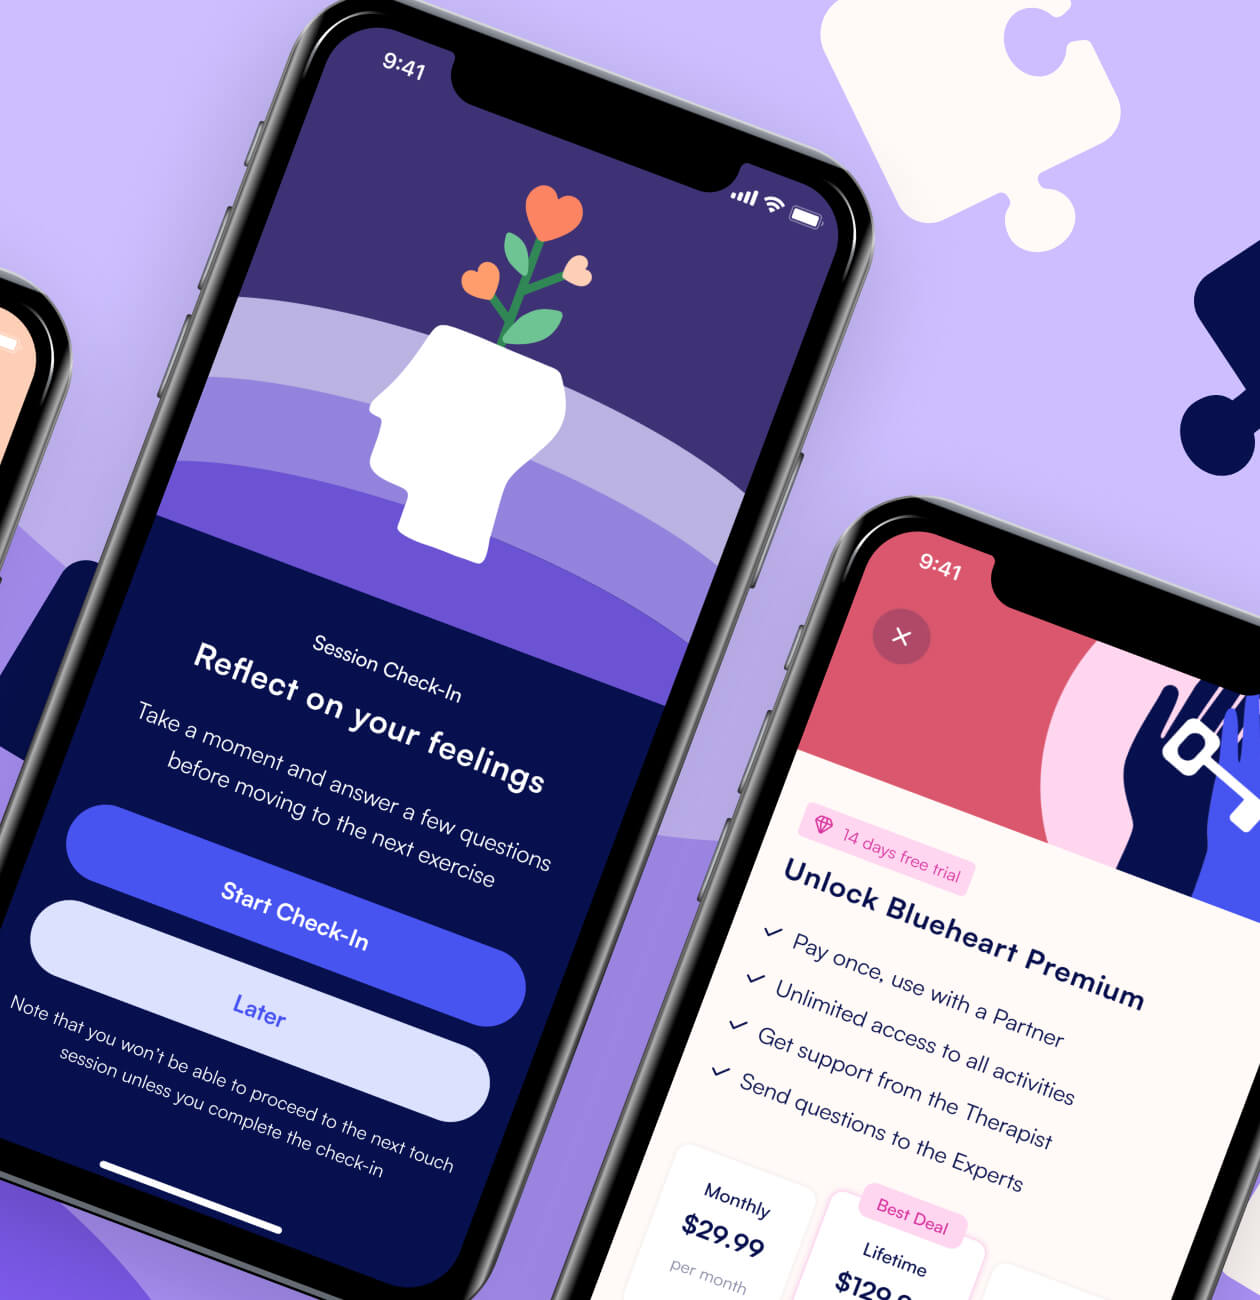 9:41
Session Check-In
Reflect on your feelings
Take a moment and answer a few questions
before moving to the next exercise
Start Check-In
Later
Note that you won't be able to proceed to the next touch
session unless you complete the check-in
9:41
14 days free trial
Unlock Blueheart Premium
Pay once, use with a Partner
Unlimited access to all activities
Get support from the Therapist
Send questions to the Experts
Monthly
$29.99
per month
Best Deal
Lifetime